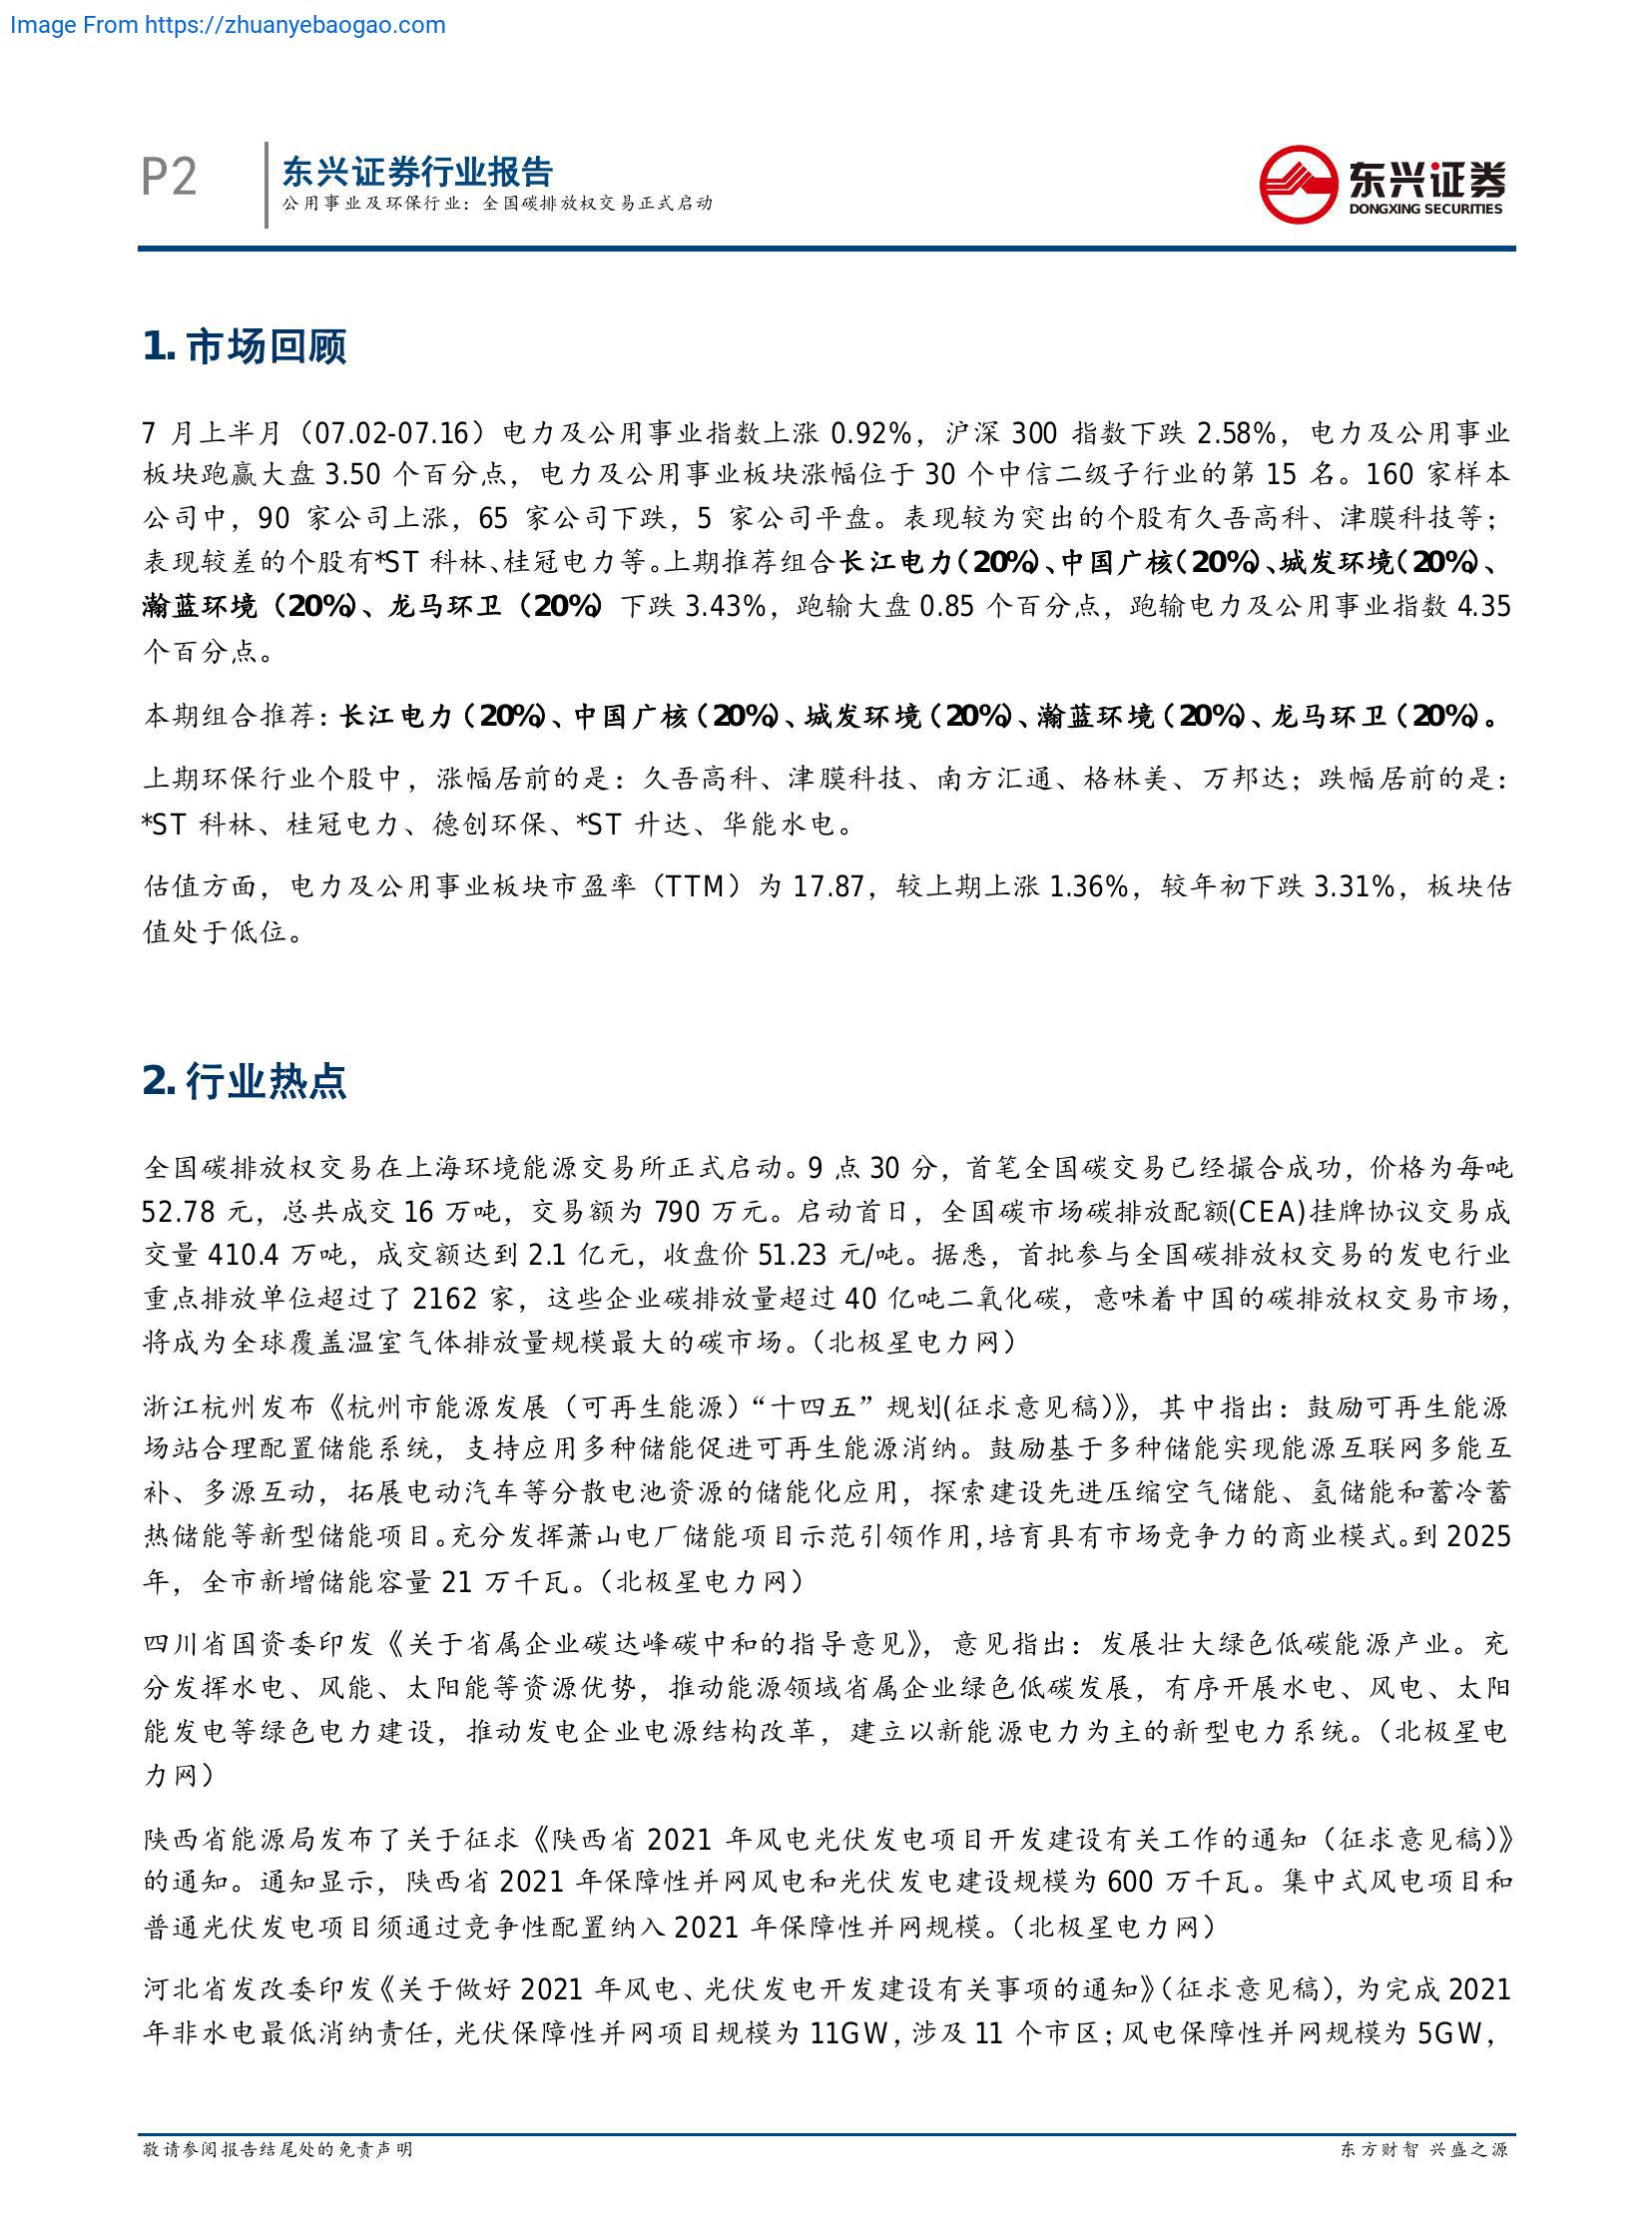 Image From https://zhuanyebaogao.com
P2
东兴证券行业报告
公用事业及环保行业：全国碳排放权交易正式启动
东兴证券
DONGXING SECURITIES
1. 市场回顾
7 月上半月（07.02-07.16）电力及公用事业指数上涨 0.92%，沪深 300 指数下跌 2.58%，电力及公用事业
板块跑赢大盘 3.50 个百分点，电力及公用事业板块涨幅位于 30 个中信二级子行业的第 15 名。160 家样本
公司中，90 家公司上涨，65 家公司下跌，5 家公司平盘。表现较为突出的个股有久吾高科、津膜科技等；
表现较差的个股有*ST 科林、桂冠电力等。上期推荐组合长江电力（20%）、中国广核（20%）、城发环境（20%）、
瀚蓝环境（20%）、龙马环卫（20%）下跌 3.43%，跑输大盘 0.85 个百分点，跑输电力及公用事业指数 4.35
个百分点。
本期组合推荐：长江电力（20%）、中国广核（20%）、城发环境（20%）、瀚蓝环境（20%）、龙马环卫（20%）。
上期环保行业个股中，涨幅居前的是：久吾高科、津膜科技、南方汇通、格林美、万邦达；跌幅居前的是：
*ST 科林、桂冠电力、德创环保、*ST 升达、华能水电。
估值方面，电力及公用事业板块市盈率（TTM）为 17.87，较上期上涨 1.36%，较年初下跌 3.31%，板块估
值处于低位。
2. 行业热点
全国碳排放权交易在上海环境能源交易所正式启动。9 点 30 分，首笔全国碳交易已经撮合成功，价格为每吨
52.78 元，总共成交 16 万吨，交易额为 790 万元。启动首日，全国碳市场碳排放配额(CEA)挂牌协议交易成
交量 410.4 万吨，成交额达到 2.1 亿元，收盘价 51.23 元/吨。据悉，首批参与全国碳排放权交易的发电行业
重点排放单位超过了 2162 家，这些企业碳排放量超过 40 亿吨二氧化碳，意味着中国的碳排放权交易市场，
将成为全球覆盖温室气体排放量规模最大的碳市场。（北极星电力网）
浙江杭州发布《杭州市能源发展（可再生能源）“十四五”规划(征求意见稿)》，其中指出：鼓励可再生能源
场站合理配置储能系统，支持应用多种储能促进可再生能源消纳。鼓励基于多种储能实现能源互联网多能互
补、多源互动，拓展电动汽车等分散电池资源的储能化应用，探索建设先进压缩空气储能、氢储能和蓄冷蓄
热储能等新型储能项目。充分发挥萧山电厂储能项目示范引领作用，培育具有市场竞争力的商业模式。到 2025
年，全市新增储能容量 21 万千瓦。（北极星电力网）
四川省国资委印发《关于省属企业碳达峰碳中和的指导意见》，意见指出：发展壮大绿色低碳能源产业。充
分发挥水电、风能、太阳能等资源优势，推动能源领域省属企业绿色低碳发展，有序开展水电、风电、太阳
能发电等绿色电力建设，推动发电企业电源结构改革，建立以新能源电力为主的新型电力系统。（北极星电
力网）
陕西省能源局发布了关于征求《陕西省 2021 年风电光伏发电项目开发建设有关工作的通知（征求意见稿）》
的通知。通知显示，陕西省 2021 年保障性并网风电和光伏发电建设规模为 600 万千瓦。集中式风电项目和
普通光伏发电项目须通过竞争性配置纳入 2021 年保障性并网规模。（北极星电力网）
河北省发改委印发《关于做好 2021 年风电、光伏发电开发建设有关事项的通知》（征求意见稿），为完成 2021
年非水电最低消纳责任，光伏保障性并网项目规模为 11GW，涉及 11 个市区；风电保障性并网规模为 5GW，
敬请参阅报告结尾处的免责声明
东方财智 兴盛之源